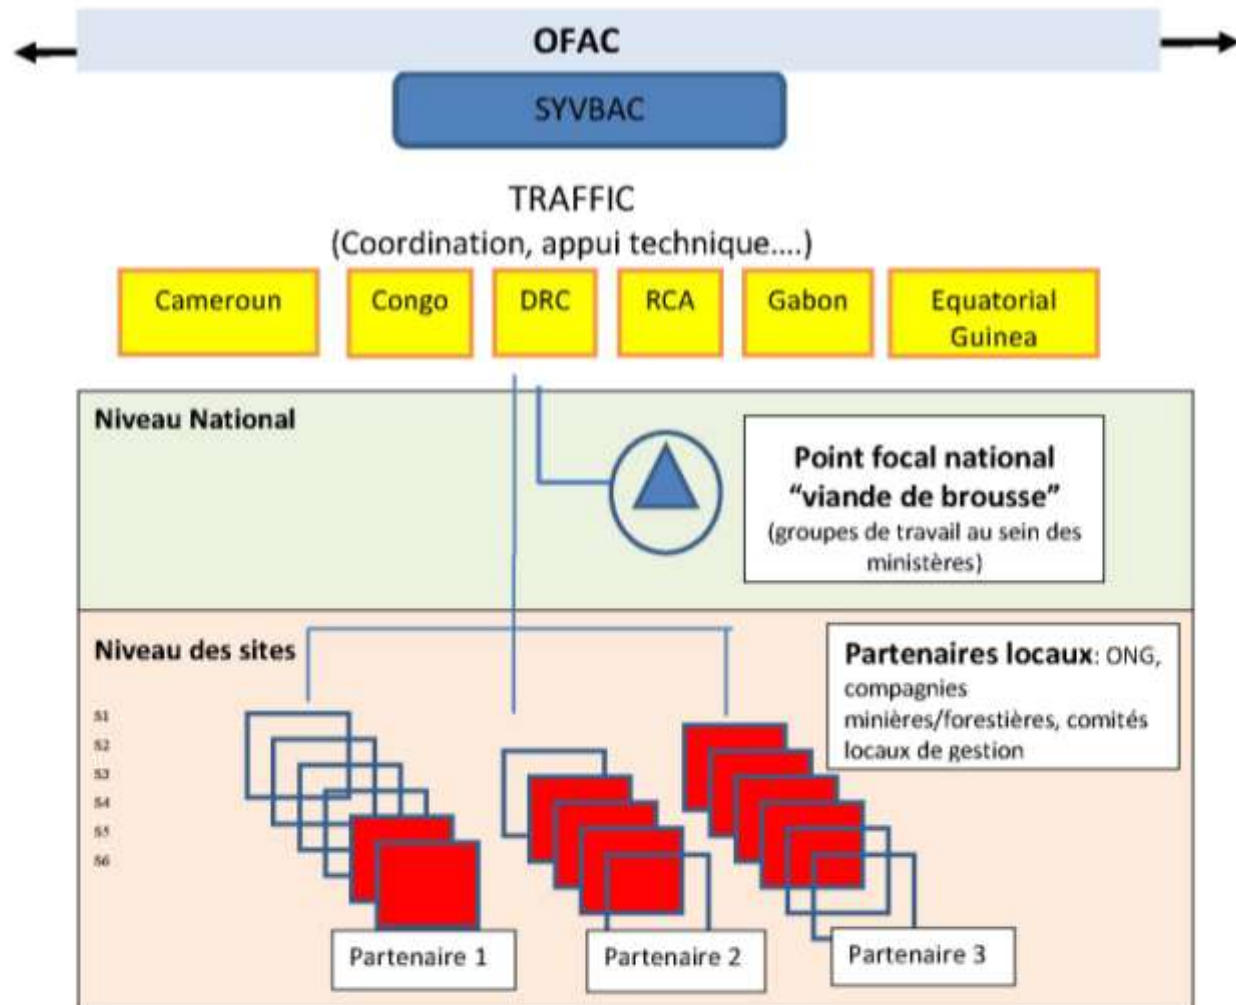 OFAC
SYVBAC
TRAFFIC
(Coordination, appui technique....)
Cameroun
Congo
DRC
RCA
Gabon
Equatorial
Guinea
Niveau National
Point focal national
“viande de brousse”
(groupes de travail au sein des
ministères)
Niveau des sites
Partenaires locaux: ONG,
compagnies
minières/forestières, comités
locaux de gestion
S1
S2
S3
S4
S5
S6
Partenaire 1
Partenaire 2
Partenaire 3